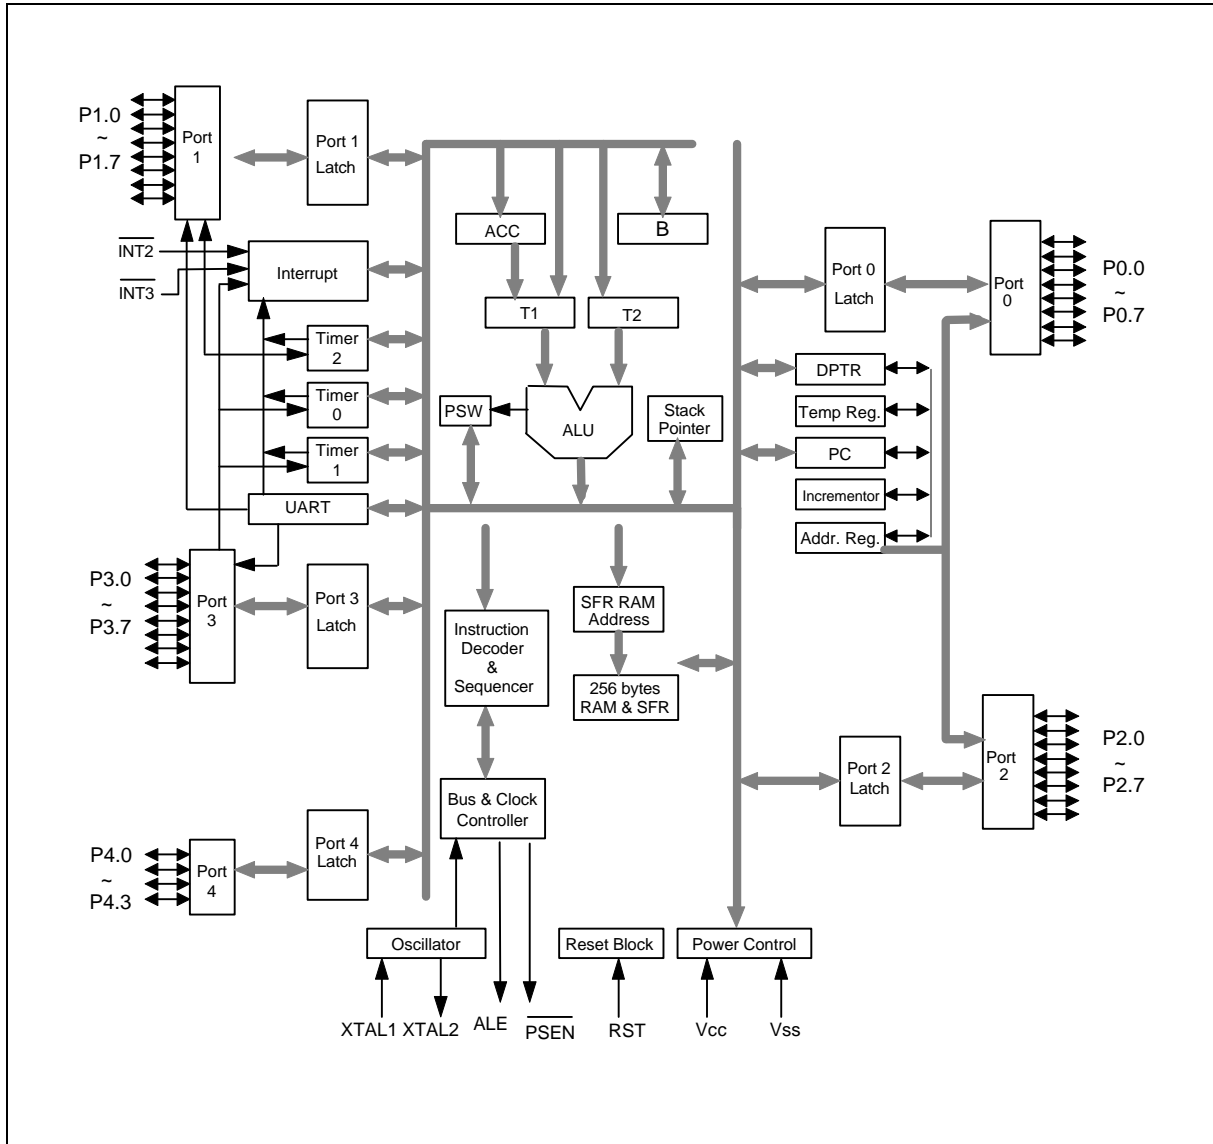 P1.0
~
P1.7
Port
1
Port 1
Latch
INT2
INT3
Interrupt
Timer
2
Timer
0
Timer
1
UART
P3.0
~
P3.7
Port
3
Port 3
Latch
P4.0
~
P4.3
Port
4
Port 4
Latch
ACC
B
T1
T2
PSW
ALU
Stack
Pointer
Instruction
Decoder
&
Sequencer
SFR RAM
Address
256 bytes
RAM & SFR
Bus & Clock
Controller
Oscillator
Reset Block
Power Control
XTAL1
XTAL2
ALE
PSEN
RST
Vcc
Vss
Port 0
Latch
Port
0
P0.0
~
P0.7
DPTR
Temp Reg.
PC
Incrementor
Addr. Reg.
Port 2
Latch
Port
2
P2.0
~
P2.7